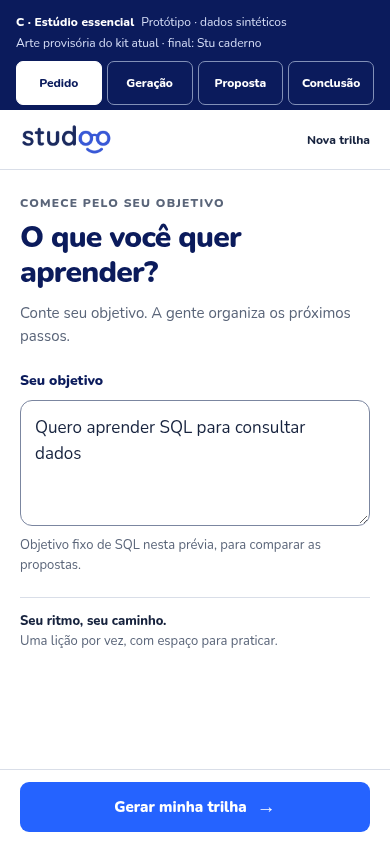 C · Estúdio essencial Protótipo · dados sintéticos
Arte provisória do kit atual · final: Stu caderno
Pedido Geração Proposta Conclusão
studoo
Nova trilha
COMECE PELO SEU OBJETIVO
O que você quer
aprender?
Conte seu objetivo. A gente organiza os próximos
passos.
Seu objetivo
Quero aprender SQL para consultar
dados
Objetivo fixo de SQL nesta prévia, para comparar as
propostas.
Seu ritmo, seu caminho.
Uma lição por vez, com espaço para praticar.
Gerar minha trilha →